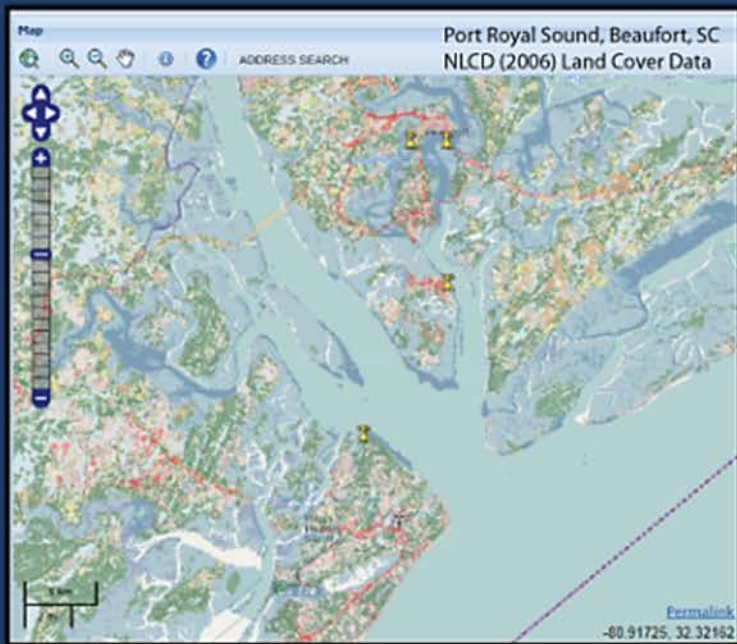 Map
Port Royal Sound, Beaufort, SC
NLCD (2006) Land Cover Data
ADDRESS SEARCH
Permalink
-80.91725, 32.32162